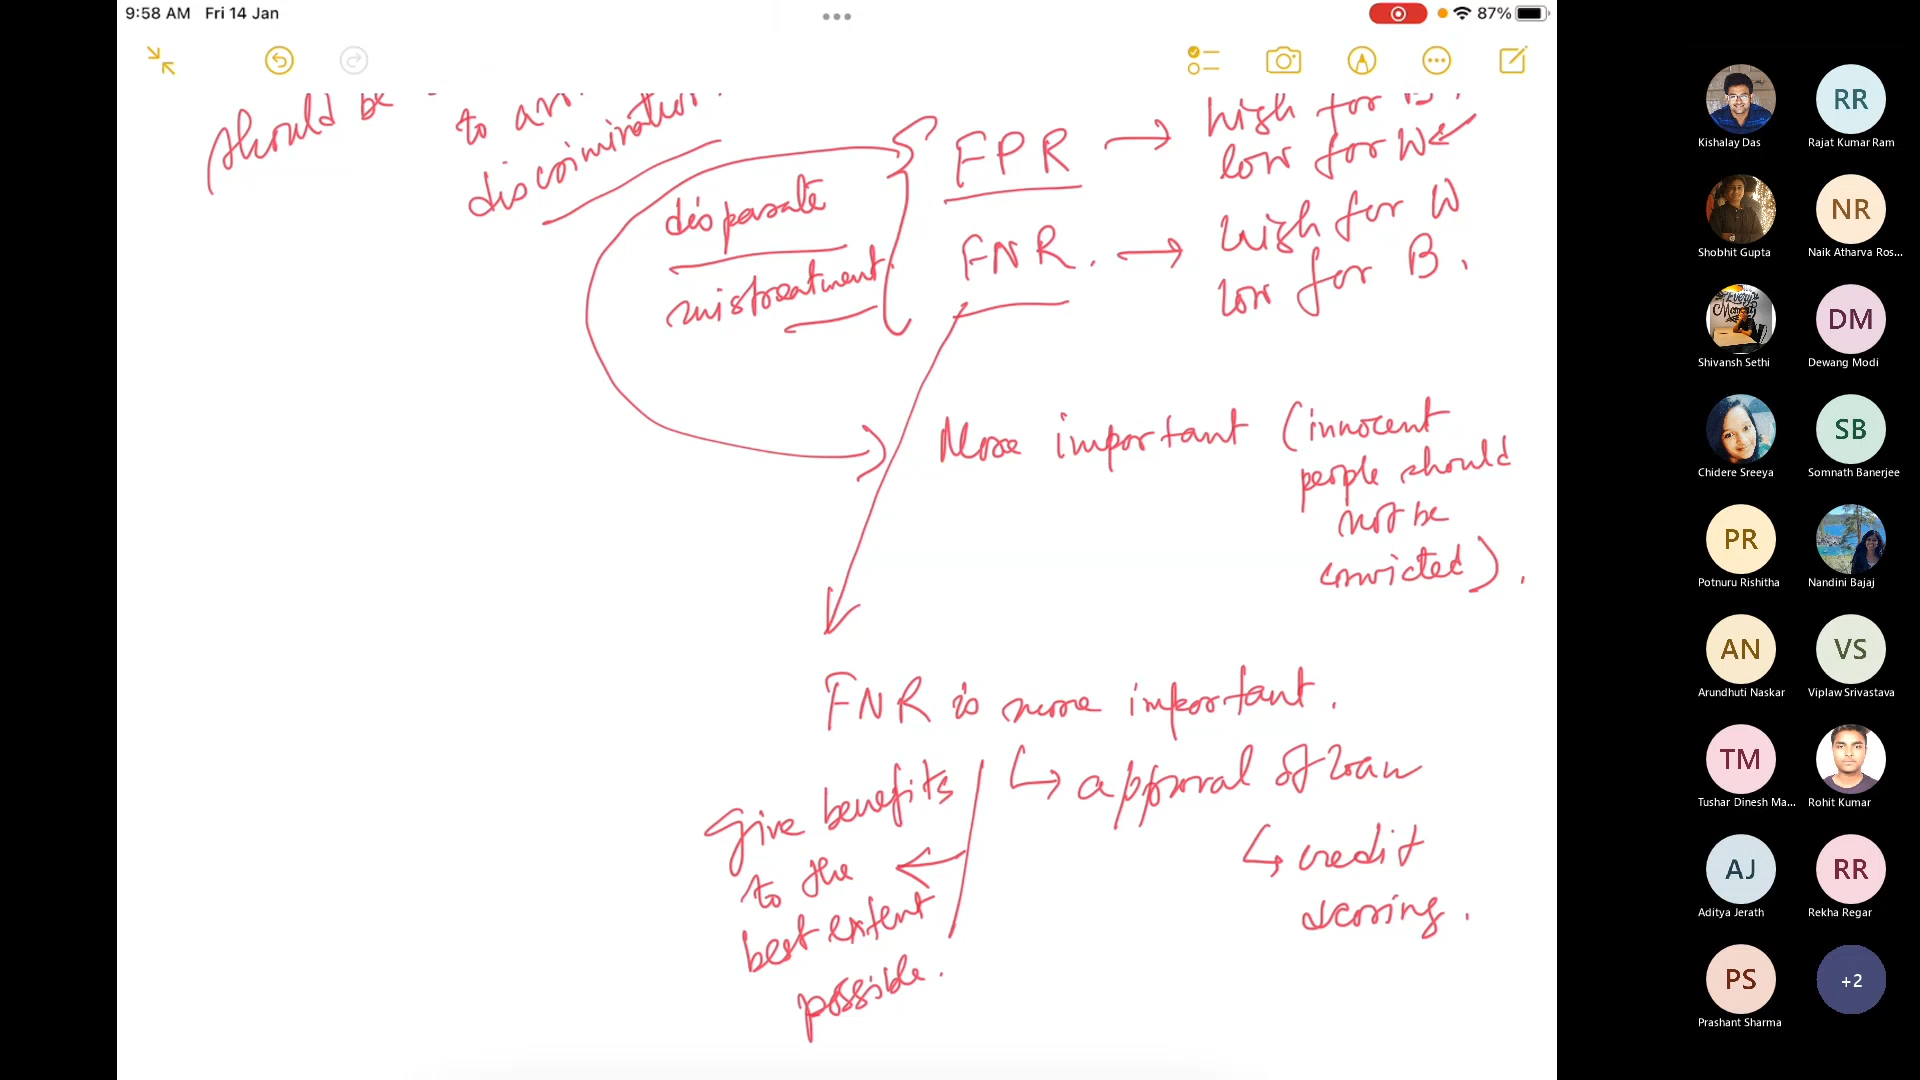 9:58 AM Fri 14 Jan
87%
should be
to an
discrimination.
disparate
mistreatment.
FPR → high for B.
low for W
FNR. → high for W
low for B.
More important (innocent
people should
not be
convicted).
FNR is more important.
↳ approval of loan
↳ credit
scoring.
Give benefits
to the
best extent
possible.
Kishalay Das
RR
Rajat Kumar Ram
Shobhit Gupta
NR
Naik Atharva Ros...
Shivansh Sethi
DM
Dewang Modi
Chidere Sreeya
SB
Somnath Banerjee
PR
Potnuru Rishitha
Nandini Bajaj
AN
Arundhuti Naskar
VS
Viplaw Srivastava
TM
Tushar Dinesh Ma...
Rohit Kumar
AJ
Aditya Jerath
RR
Rekha Regar
PS
Prashant Sharma
+2